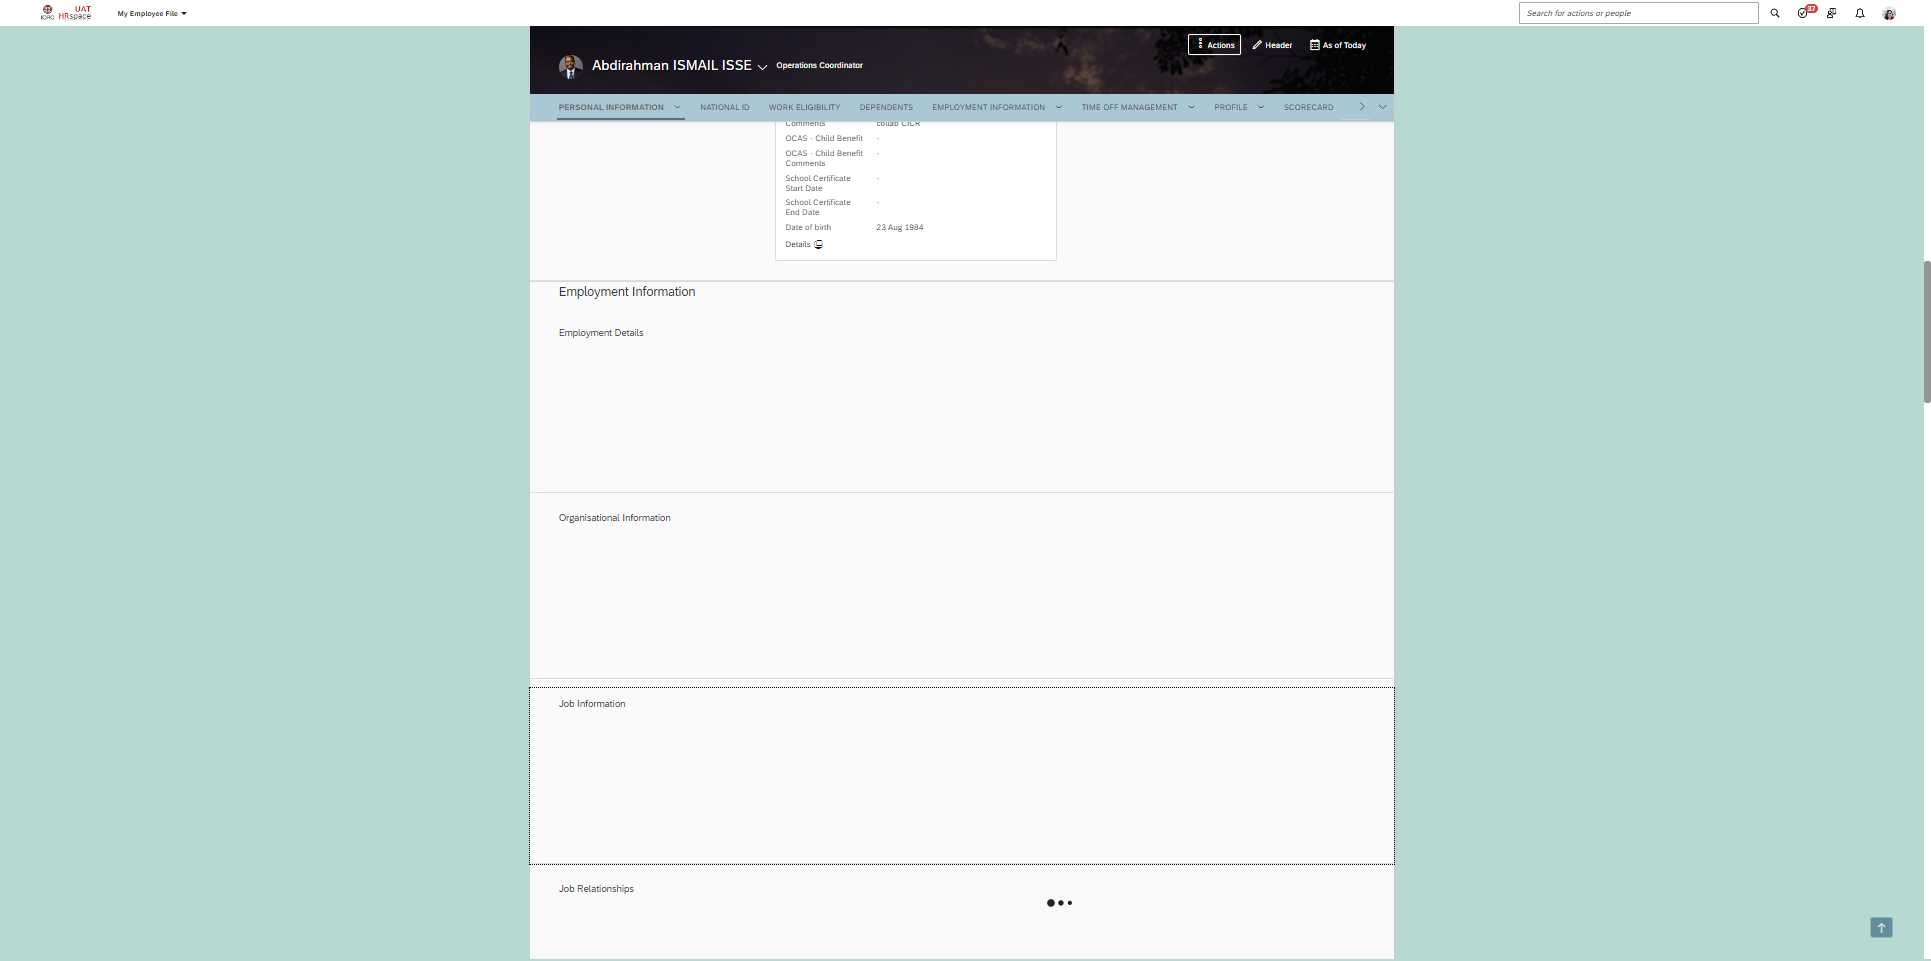 ICRC
UAT
HRspace
My Employee File
Search for actions or people
37
Abdirahman ISMAIL ISSE
Operations Coordinator
Actions
Header
As of Today
PERSONAL INFORMATION
NATIONAL ID
WORK ELIGIBILITY
DEPENDENTS
EMPLOYMENT INFORMATION
TIME OFF MANAGEMENT
PROFILE
SCORECARD
Comments collab CICR
OCAS - Child Benefit -
OCAS - Child Benefit -
Comments
School Certificate -
Start Date
School Certificate -
End Date
Date of birth 23 Aug 1984
Details
Employment Information
Employment Details
Organisational Information
Job Information
Job Relationships